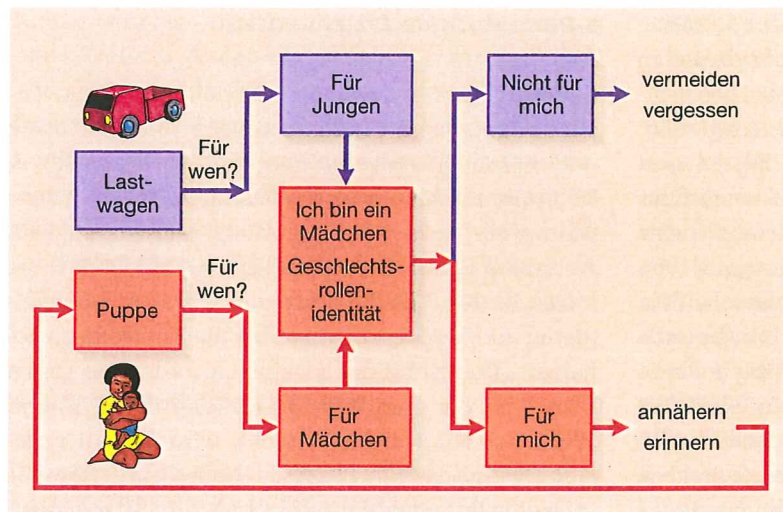 Für
Jungen
Nicht für
mich
vermeiden
vergessen
Für
wen?
Last-
wagen
Ich bin ein
Mädchen
Geschlechts-
rollen-
identität
Für
wen?
Puppe
Für
Mädchen
Für
mich
annähern
erinnern